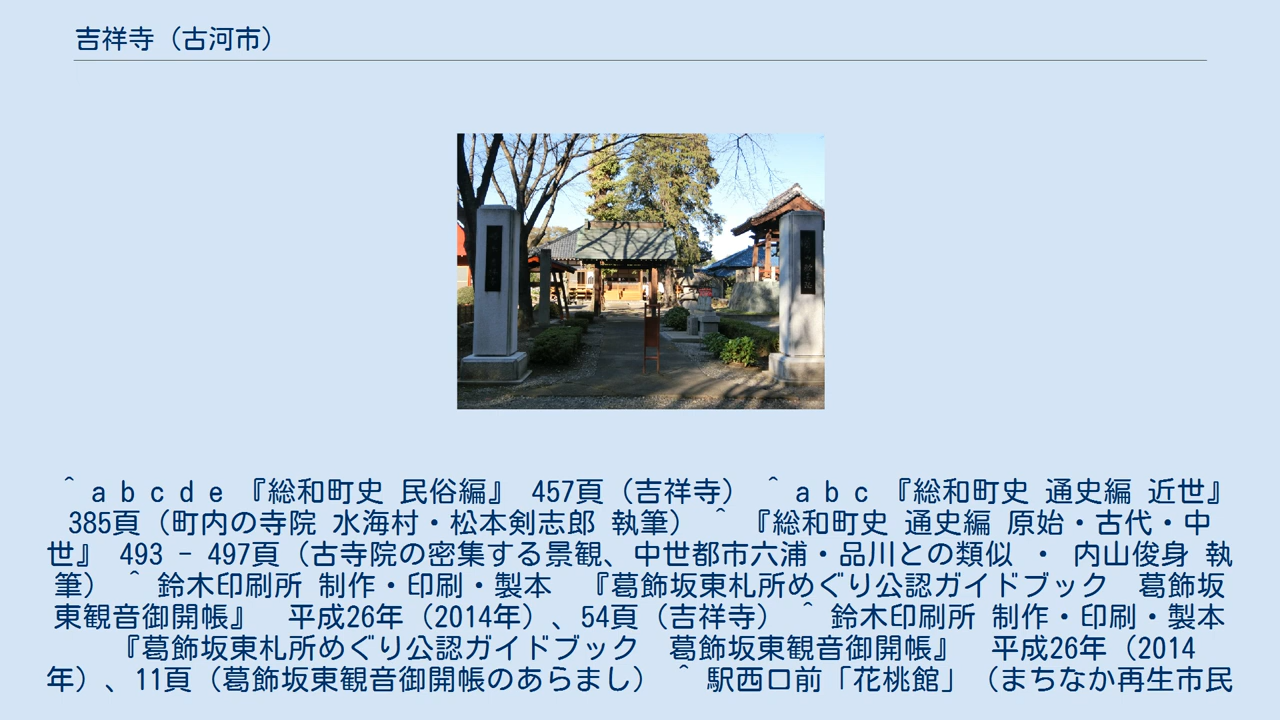 吉祥寺（古河市）
^ a b c d e 『総和町史 民俗編』 457頁（吉祥寺） ^ a b c 『総和町史 通史編 近世』
385頁（町内の寺院 水海村・松本剣志郎 執筆） ^ 『総和町史 通史編 原始・古代・中
世』 493 - 497頁（古寺院の密集する景観、中世都市六浦・品川との類似 ・ 内山俊身 執
筆） ^ 鈴木印刷所 制作・印刷・製本　『葛飾坂東札所めぐり公認ガイドブック　葛飾坂
東観音御開帳』　平成26年（2014年）、54頁（吉祥寺） ^ 鈴木印刷所 制作・印刷・製本
『葛飾坂東札所めぐり公認ガイドブック　葛飾坂東観音御開帳』　平成26年（2014
年）、11頁（葛飾坂東観音御開帳のあらまし） ^ 駅西口前「花桃館」（まちなか再生市民